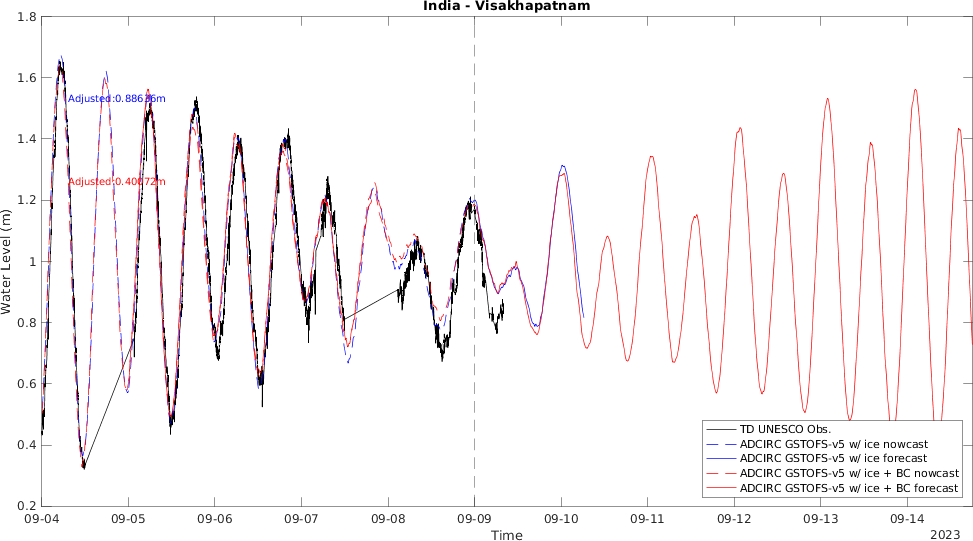 India - Visakhapatnam
1.8
1.6
1.4
1.2
1
0.8
0.6
0.4
0.2
Water Level (m)
Adjusted:0.88636m
Adjusted:0.40072m
TD UNESCO Obs.
ADCIRC GSTOFS-v5 w/ ice nowcast
ADCIRC GSTOFS-v5 w/ ice forecast
ADCIRC GSTOFS-v5 w/ ice + BC nowcast
ADCIRC GSTOFS-v5 w/ ice + BC forecast
09-04 09-05 09-06 09-07 09-08 09-09 09-10 09-11 09-12 09-13 09-14
Time
2023